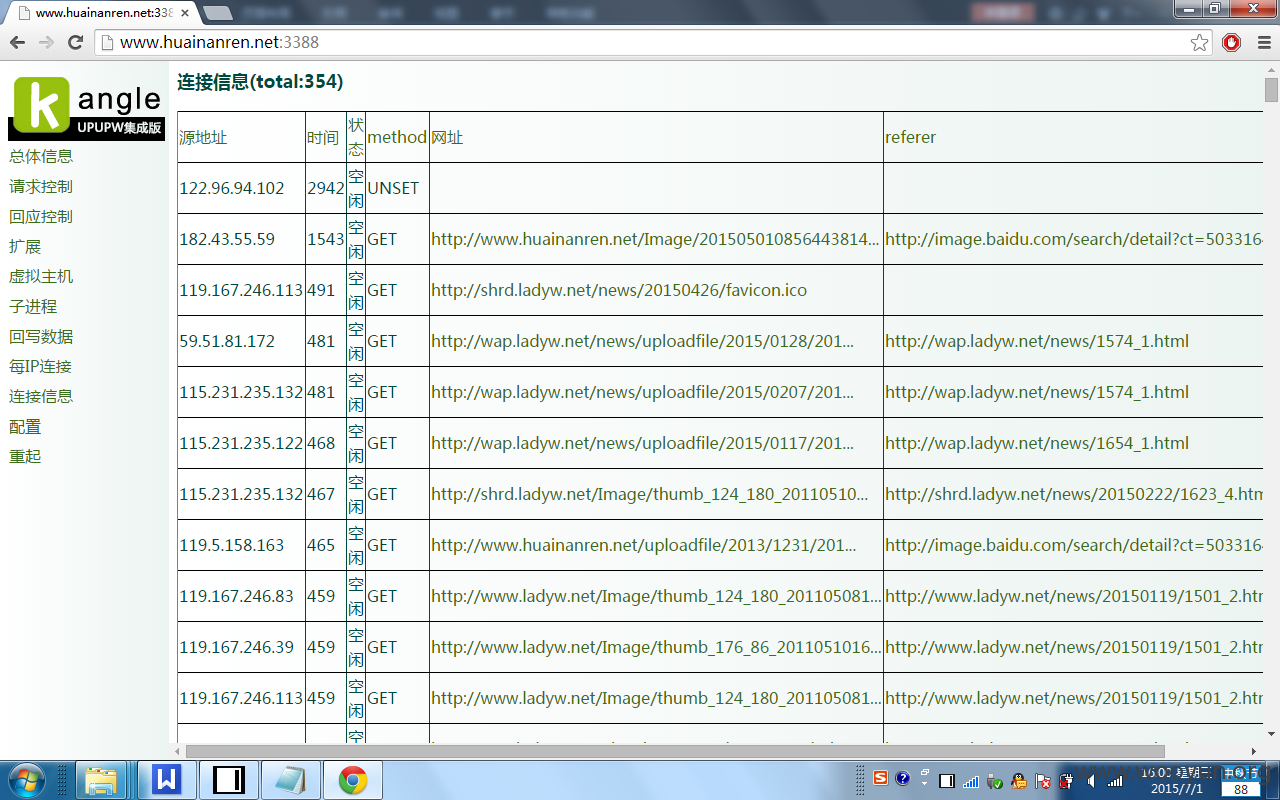 www.huainanren.net:338
www.huainanren.net:3388
k angle
UPUPW集成版
总体信息
请求控制
回应控制
扩展
虚拟主机
子进程
回写数据
每IP连接
连接信息
配置
重起
连接信息(total:354)
源地址 时间 状态 method 网址 referer
122.96.94.102 2942 空闲 UNSET
182.43.55.59 1543 空闲 GET http://www.huainanren.net/Image/201505010856443814... http://image.baidu.com/search/detail?ct=503316
119.167.246.113 491 空闲 GET http://shrd.ladyw.net/news/20150426/favicon.ico
59.51.81.172 481 空闲 GET http://wap.ladyw.net/news/uploadfile/2015/0128/201... http://wap.ladyw.net/news/1574_1.html
115.231.235.132 481 空闲 GET http://wap.ladyw.net/news/uploadfile/2015/0207/201... http://wap.ladyw.net/news/1574_1.html
115.231.235.122 468 空闲 GET http://wap.ladyw.net/news/uploadfile/2015/0117/201... http://wap.ladyw.net/news/1654_1.html
115.231.235.132 467 空闲 GET http://shrd.ladyw.net/Image/thumb_124_180_20110510... http://shrd.ladyw.net/news/20150222/1623_4.htm
119.5.158.163 465 空闲 GET http://www.huainanren.net/uploadfile/2013/1231/201... http://image.baidu.com/search/detail?ct=503316
119.167.246.83 459 空闲 GET http://www.ladyw.net/Image/thumb_124_180_201105081... http://www.ladyw.net/news/20150119/1501_2.htm
119.167.246.39 459 空闲 GET http://www.ladyw.net/Image/thumb_176_86_2011051016... http://www.ladyw.net/news/20150119/1501_2.htm
119.167.246.113 459 空闲 GET http://www.ladyw.net/Image/thumb_124_180_201105081... http://www.ladyw.net/news/20150119/1501_2.htm
空
16:00 星期三
2015/7/1
88